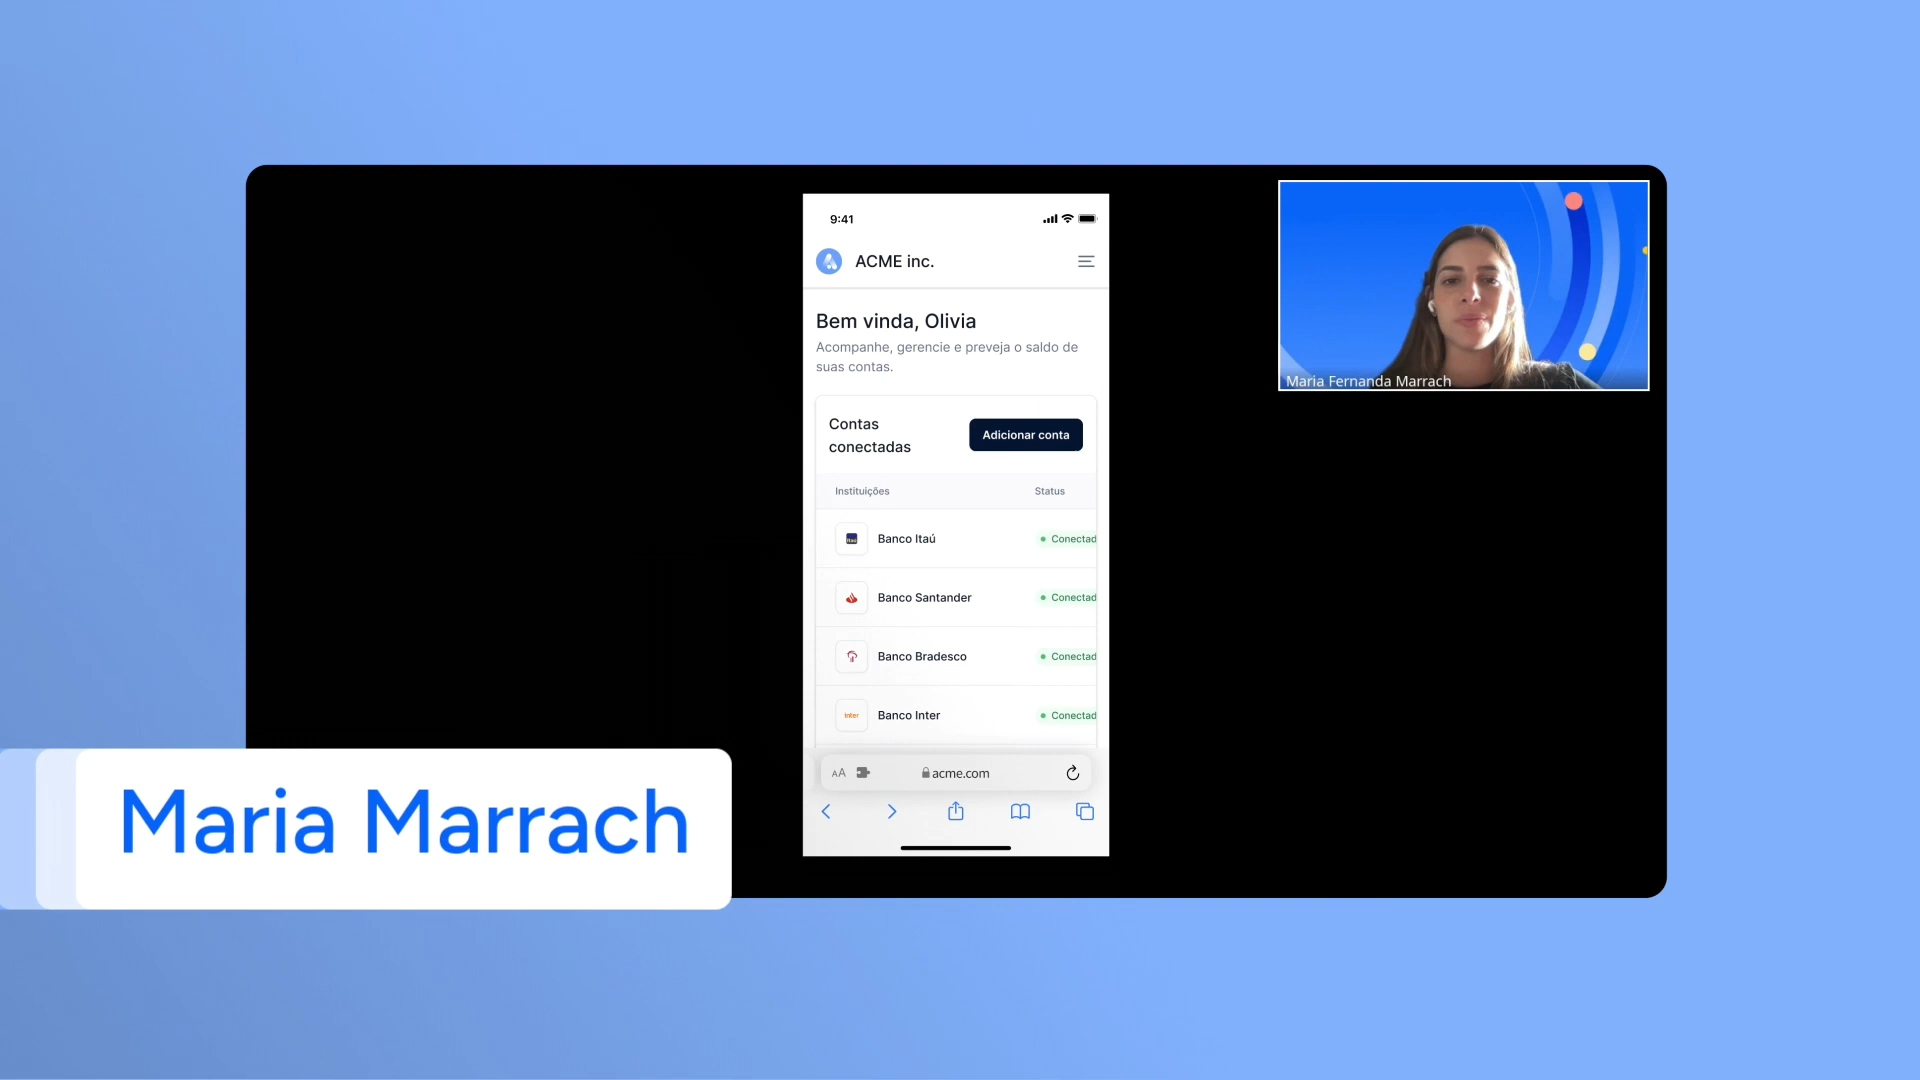 9:41
ACME inc.
Bem vinda, Olivia
Acompanhe, gerencie e preveja o saldo de
suas contas.
Contas
conectadas
Adicionar conta
Instituições Status
Banco Itaú Conectad
Banco Santander Conectad
Banco Bradesco Conectad
inter Banco Inter Conectad
AA acme.com
Maria Fernanda Marrach
Maria Marrach